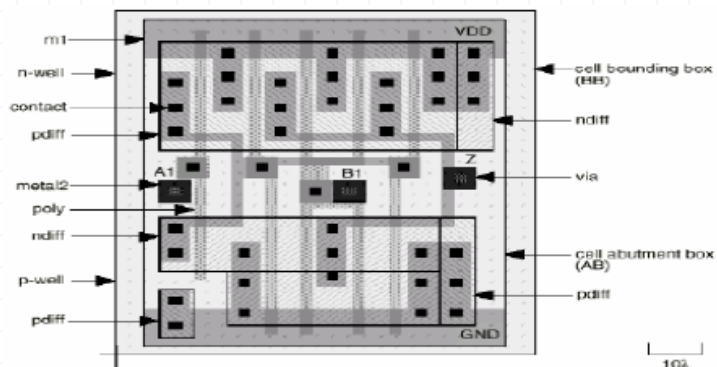 VDD
m1
n-well
contact
pdiff
A1
metal2
poly
ndiff
p-well
pdiff
B1
Z
GND
cell bounding box
(BB)
ndiff
via
cell abutment box
(AB)
pdiff
10λ